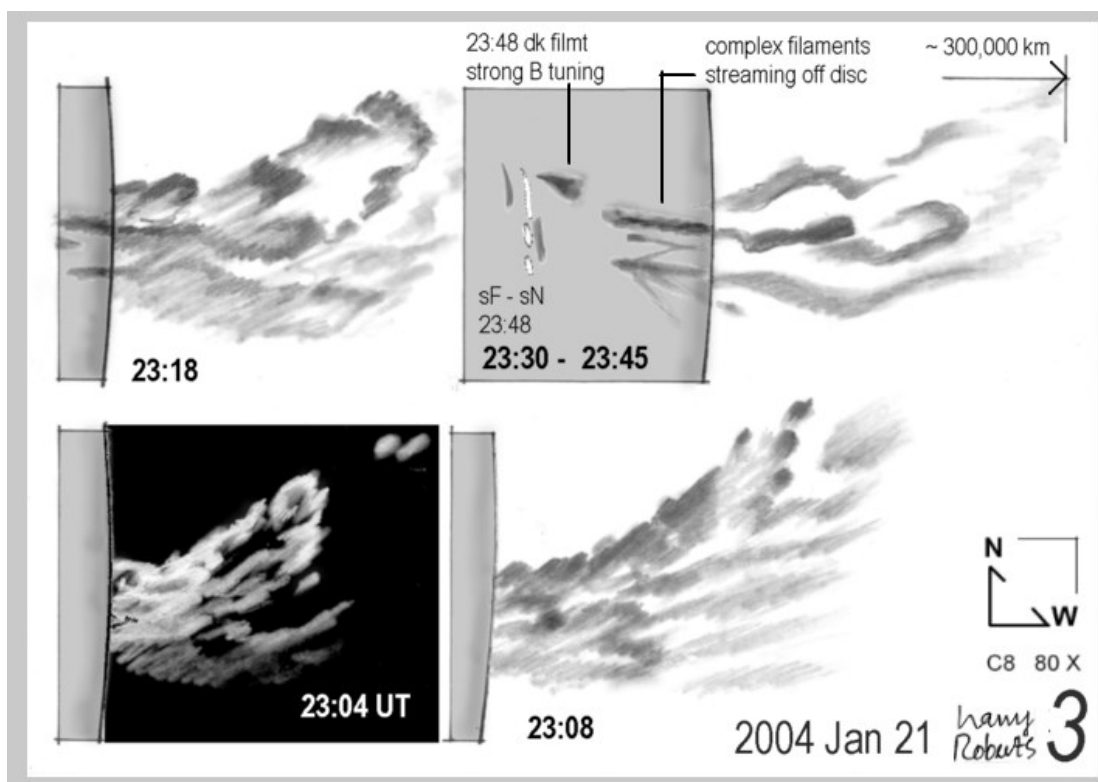 23:48 dk filmt
strong B tuning
complex filaments
streaming off disc
~ 300,000 km
sF - sN
23:48
23:30 - 23:45
23:18
23:04 UT
23:08
N
W
C8 80 X
2004 Jan 21
Harry
Roberts
3